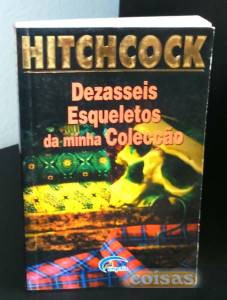 HITCHCOCK
Dezasseis
Esqueletos
da minha Colecção
coisas